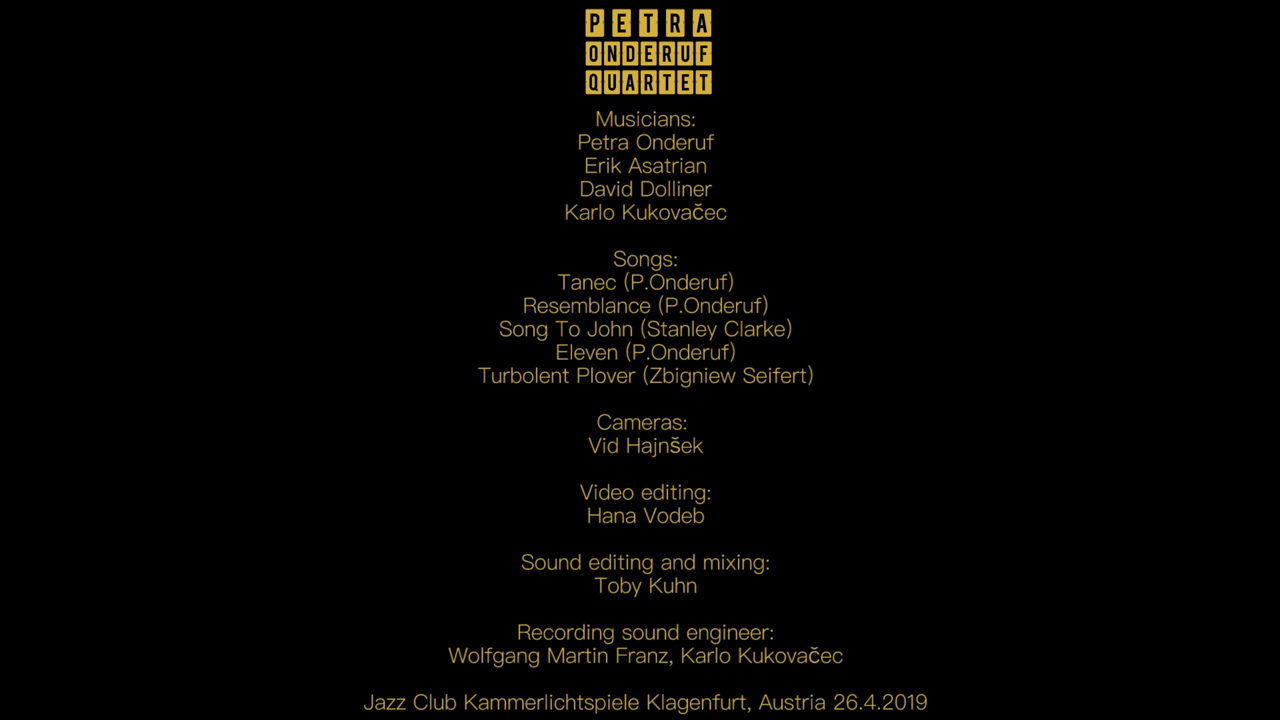 PETRA
ONDERUF
QUARTET
Musicians:
Petra Onderuf
Erik Asatrian
David Dolliner
Karlo Kukovačec
Songs:
Tanec (P.Onderuf)
Resemblance (P.Onderuf)
Song To John (Stanley Clarke)
Eleven (P.Onderuf)
Turbolent Plover (Zbigniew Seifert)
Cameras:
Vid Hajnšek
Video editing:
Hana Vodeb
Sound editing and mixing:
Toby Kuhn
Recording sound engineer:
Wolfgang Martin Franz, Karlo Kukovačec
Jazz Club Kammerlichtspiele Klagenfurt, Austria 26.4.2019